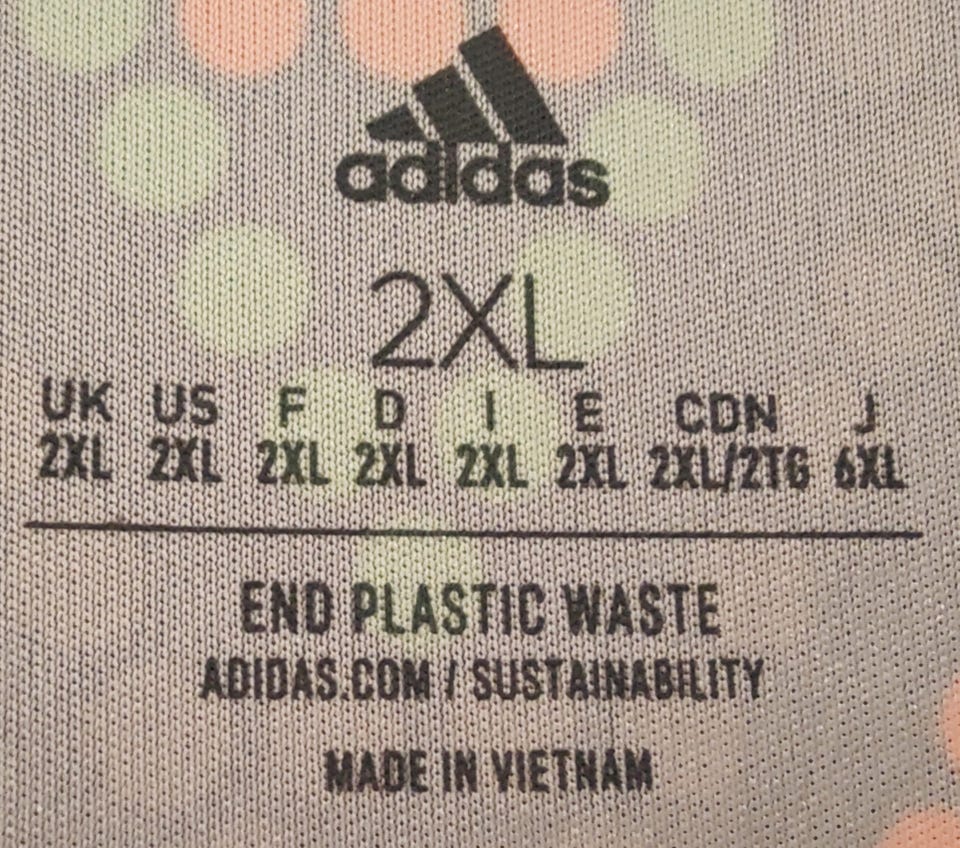 adidas
2XL
UK US F D I E CDN J
2XL 2XL 2XL 2XL 2XL 2XL 2XL/2TG 6XL
END PLASTIC WASTE
ADIDAS.COM / SUSTAINABILITY
MADE IN VIETNAM